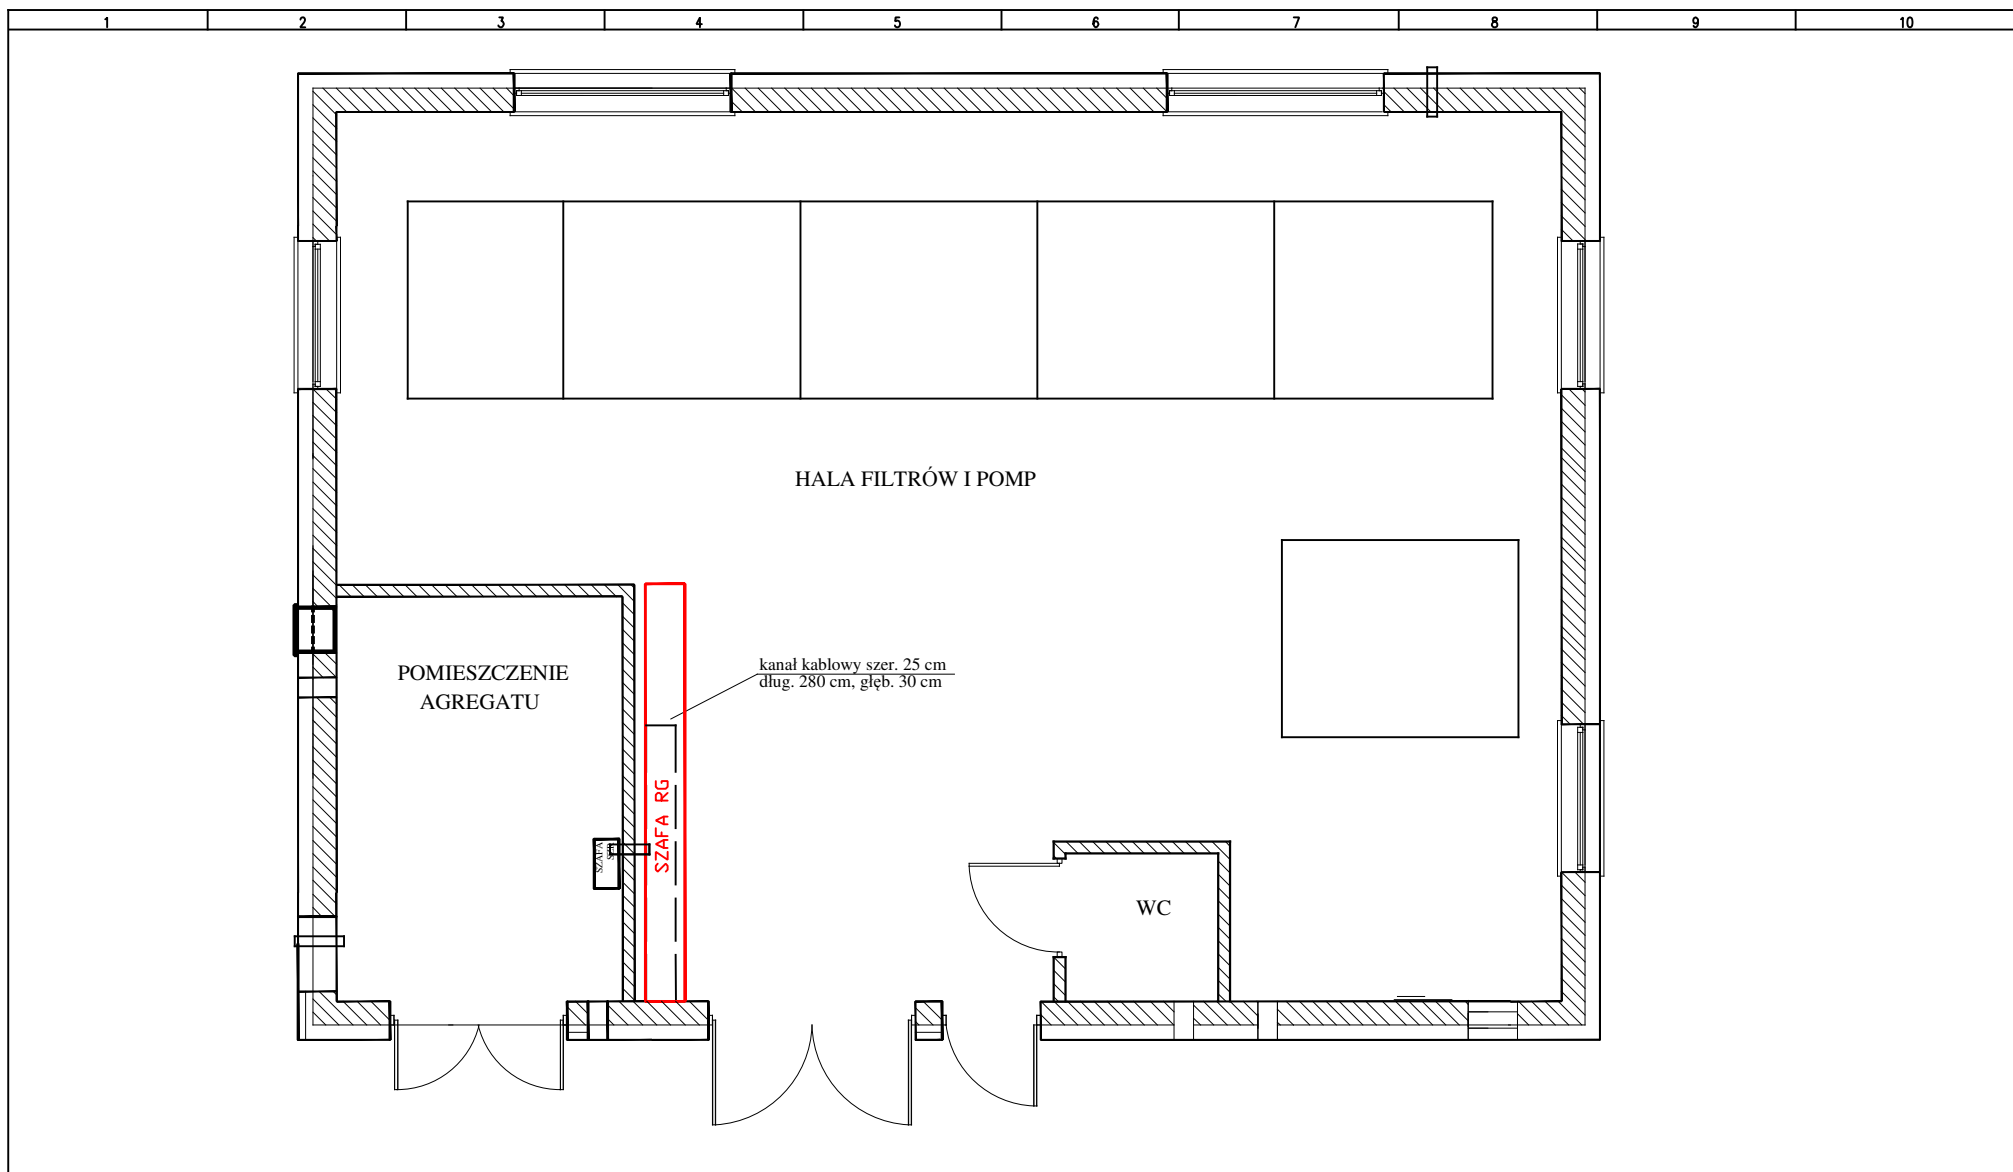 1 2 3 4 5 6 7 8 9 10
HALA FILTRÓW I POMP
POMIESZCZENIE
AGREGATU
kanał kablowy szer. 25 cm
dług. 280 cm, głęb. 30 cm
SZAFA RG
SZAFA
WC